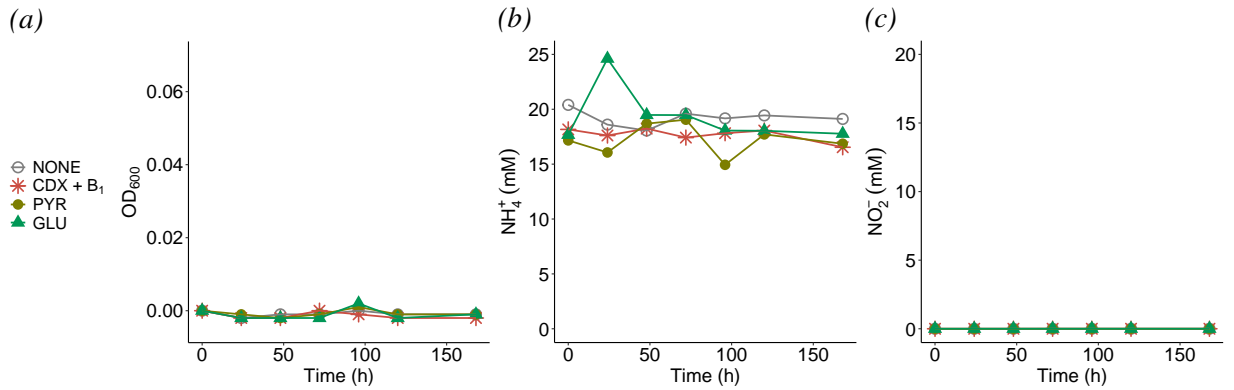 (a)
(b)
(c)
NONE
CDX + B₁
PYR
GLU
OD₆₀₀
0.06
0.04
0.02
0.00
0 50 100 150
Time (h)
NH₄⁺ (mM)
25
20
15
10
5
0
0 50 100 150
Time (h)
NO₂⁻ (mM)
20
15
10
5
0
0 50 100 150
Time (h)